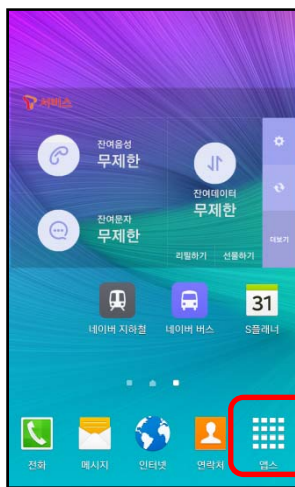 T 서비스
잔여음성
무제한
잔여데이터
무제한
잔여문자
무제한
리필하기 선물하기
더보기
31
네이버 지하철 네이버 버스 S플래너
전화 메시지 인터넷 연락처 앱스